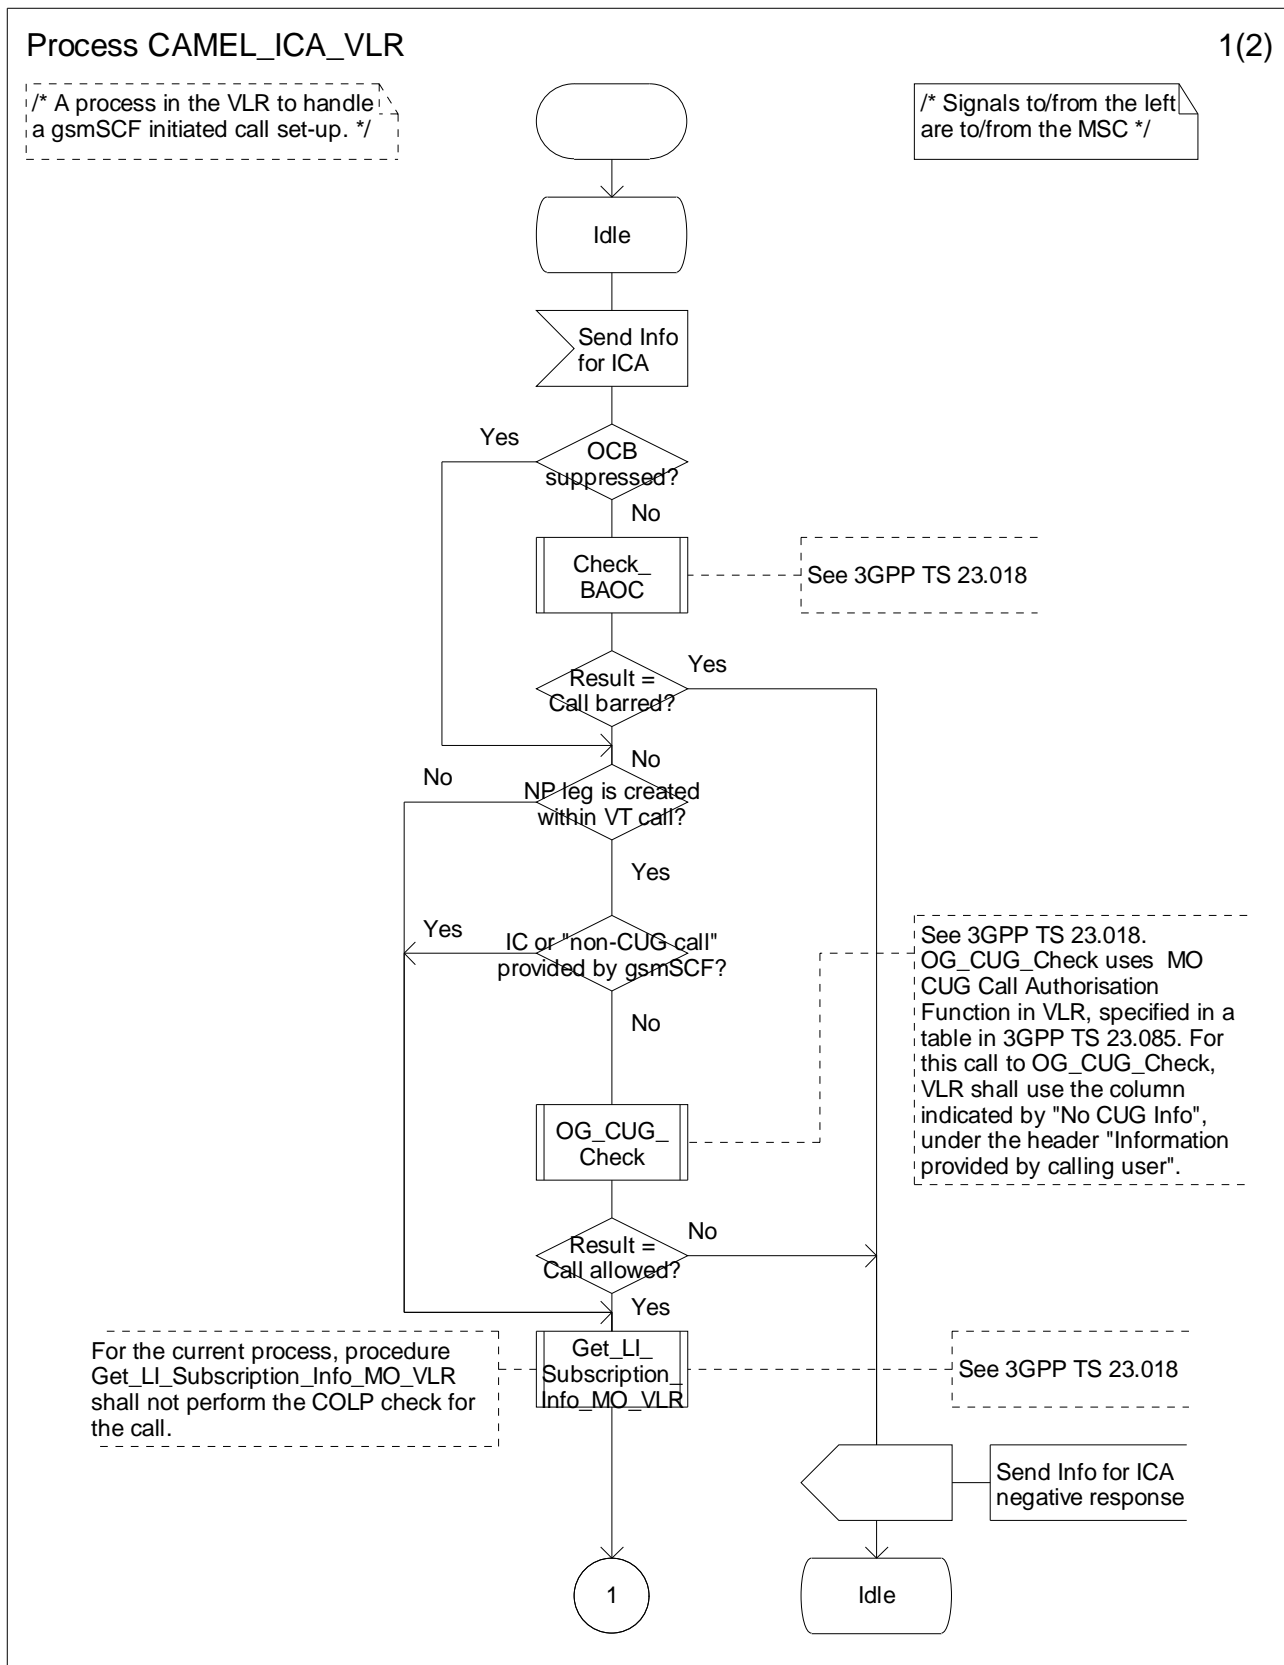 Process CAMEL_ICA_VLR
1(2)
/* A process in the VLR to handle
a gsmSCF initiated call set-up. */
/* Signals to/from the left
are to/from the MSC */
Idle
Send Info
for ICA
Yes
OCB
suppressed?
No
Check_
BAOC
See 3GPP TS 23.018
Result =
Call barred?
Yes
No
No
NP leg is created
within VT call?
Yes
Yes
IC or "non-CUG call"
provided by gsmSCF?
No
See 3GPP TS 23.018.
OG_CUG_Check uses MO
CUG Call Authorisation
Function in VLR, specified in a
table in 3GPP TS 23.085. For
this call to OG_CUG_Check,
VLR shall use the column
indicated by "No CUG Info",
under the header "Information
provided by calling user".
OG_CUG_
Check
Result =
Call allowed?
No
Yes
For the current process, procedure
Get_LI_Subscription_Info_MO_VLR
shall not perform the COLP check for
the call.
Get_LI_
Subscription_
Info_MO_VLR
See 3GPP TS 23.018
Send Info for ICA
negative response
1
Idle